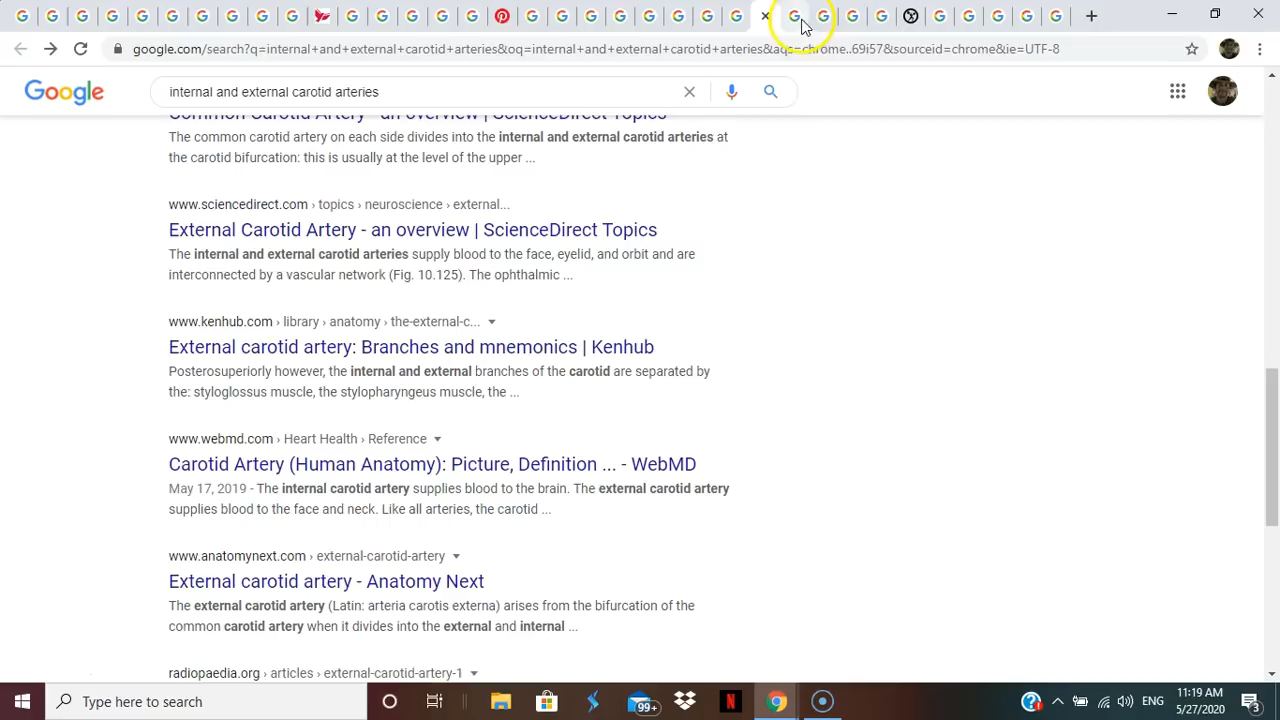 google.com/search?q=internal+and+external+carotid+arteries&oq=internal+and+external+carotid+arteries&aqs=chrome..69i57&sourceid=chrome&ie=UTF-8
Google
internal and external carotid arteries
Common Carotid Artery - an overview | ScienceDirect Topics
The common carotid artery on each side divides into the internal and external carotid arteries at
the carotid bifurcation: this is usually at the level of the upper ...
www.sciencedirect.com › topics › neuroscience › external...
External Carotid Artery - an overview | ScienceDirect Topics
The internal and external carotid arteries supply blood to the face, eyelid, and orbit and are
interconnected by a vascular network (Fig. 10.125). The ophthalmic ...
www.kenhub.com › library › anatomy › the-external-c...
External carotid artery: Branches and mnemonics | Kenhub
Posterosuperiorly however, the internal and external branches of the carotid are separated by
the: styloglossus muscle, the stylopharyngeus muscle, the ...
www.webmd.com › Heart Health › Reference
Carotid Artery (Human Anatomy): Picture, Definition ... - WebMD
May 17, 2019 - The internal carotid artery supplies blood to the brain. The external carotid artery
supplies blood to the face and neck. Like all arteries, the carotid ...
www.anatomynext.com › external-carotid-artery
External carotid artery - Anatomy Next
The external carotid artery (Latin: arteria carotis externa) arises from the bifurcation of the
common carotid artery when it divides into the external and internal ...
radiopaedia.org › articles › external-carotid-artery-1
Type here to search
99+
N
ENG
11:19 AM
5/27/2020
3